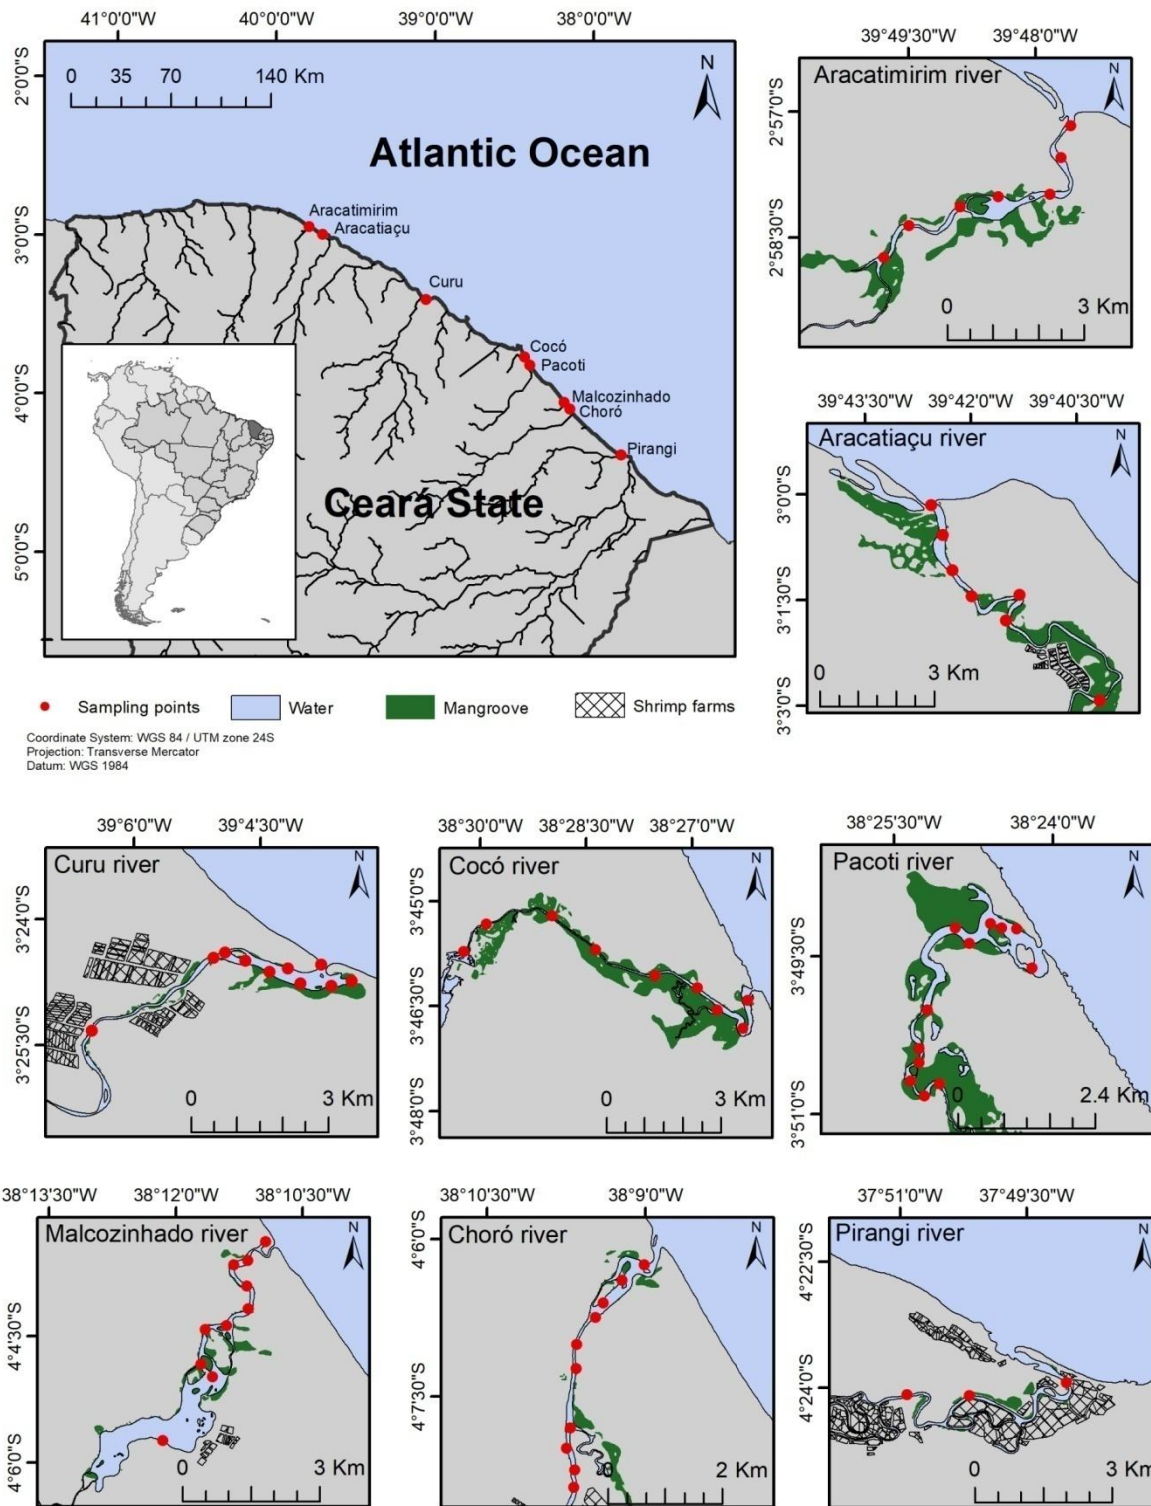 41°0'0"W 40°0'0"W 39°0'0"W 38°0'0"W
2°0'0"S
3°0'0"S
4°0'0"S
5°0'0"S
0 35 70 140 Km
N
Atlantic Ocean
Aracatimirim
Aracatiaçu
Curu
Cocó
Pacoti
Malcozinhado
Choró
Pirangi
Ceará State
39°49'30"W 39°48'0"W
Aracatimirim river
N
2°57'0"S
2°58'30"S
0 3 Km
39°43'30"W 39°42'0"W 39°40'30"W
Aracatiaçu river
N
3°0'0"S
3°1'30"S
3°3'0"S
0 3 Km
Sampling points Water Mangroove Shrimp farms
Coordinate System: WGS 84 / UTM zone 24S
Projection: Transverse Mercator
Datum: WGS 1984
39°6'0"W 39°4'30"W
Curu river
N
3°24'0"S
3°25'30"S
0 3 Km
38°30'0"W 38°28'30"W 38°27'0"W
Cocó river
N
3°45'0"S
3°46'30"S
3°48'0"S
0 3 Km
38°25'30"W 38°24'0"W
Pacoti river
N
3°49'30"S
3°51'0"S
0 2.4 Km
38°13'30"W 38°12'0"W 38°10'30"W
Malcozinhado river
N
4°4'30"S
4°6'0"S
0 3 Km
38°10'30"W 38°9'0"W
Choró river
N
4°6'0"S
4°7'30"S
0 2 Km
37°51'0"W 37°49'30"W
Pirangi river
N
4°22'30"S
4°24'0"S
0 3 Km